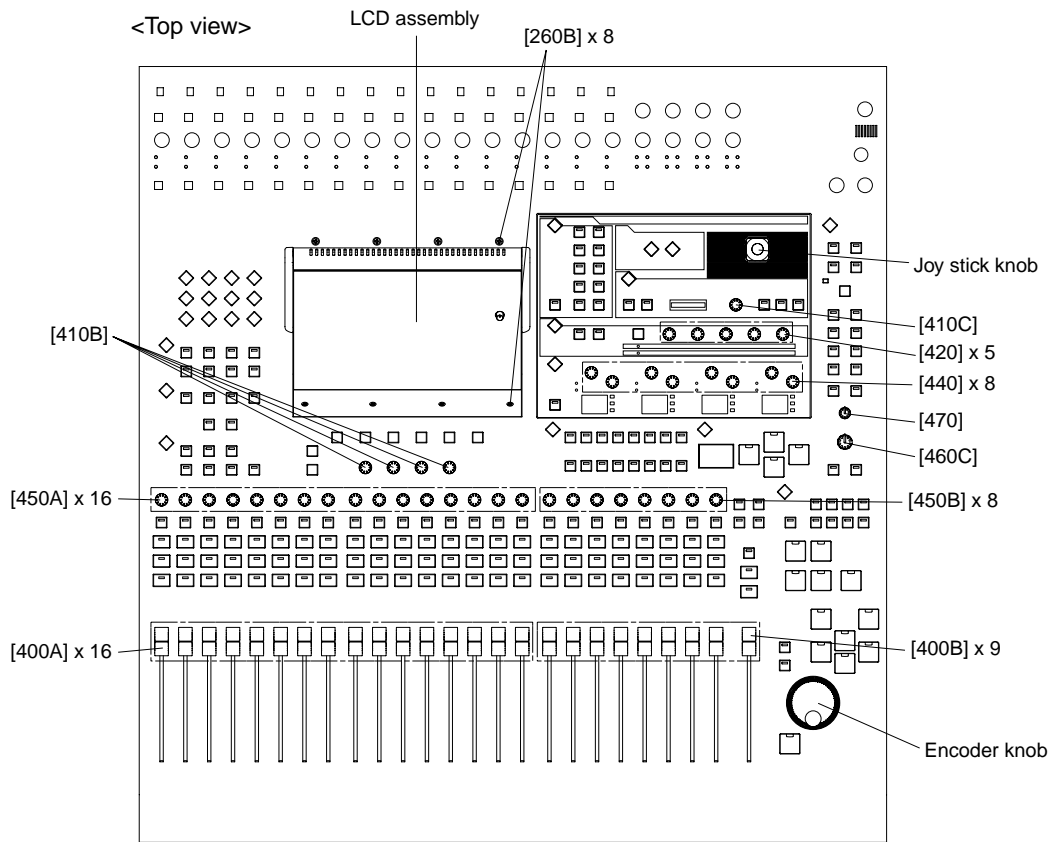 <Top view>
LCD assembly
[260B] x 8
Joy stick knob
[410B]
[410C]
[420] x 5
[440] x 8
[470]
[460C]
[450A] x 16
[450B] x 8
[400A] x 16
[400B] x 9
Encoder knob